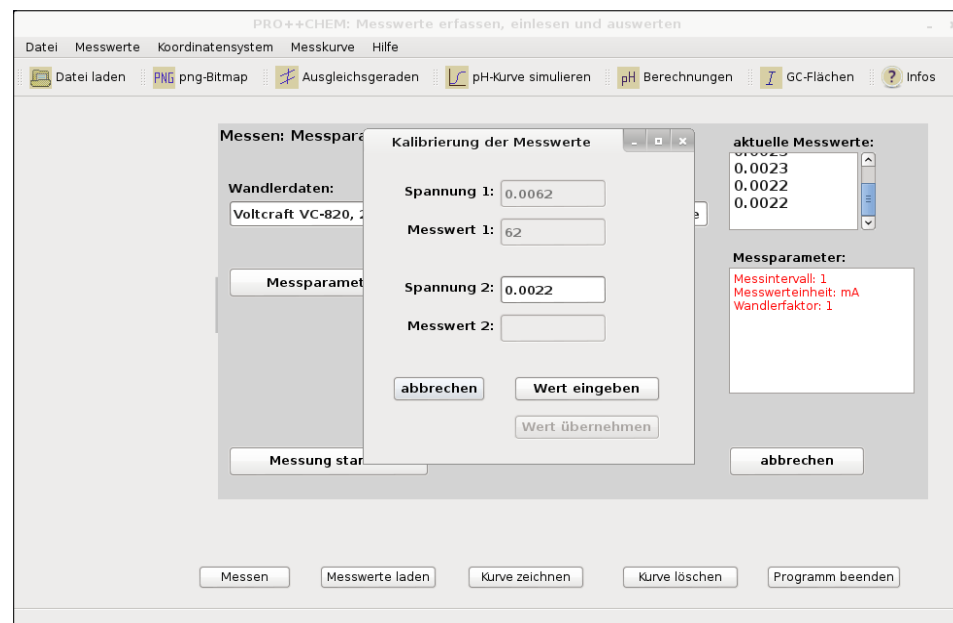 PRO++CHEM: Messwerte erfassen, einlesen und auswerten
Datei Messwerte Koordinatensystem Messkurve Hilfe
Datei laden PNG png-Bitmap Ausgleichsgeraden pH-Kurve simulieren pH Berechnungen GC-Flächen ? Infos
Messen: Messpara
Kalibrierung der Messwerte
aktuelle Messwerte:
0.0023
0.0023
0.0022
0.0022
Wandlerdaten:
Voltcraft VC-820, 2
e
Spannung 1: 0.0062
Messwert 1: 62
Messparamet
Spannung 2: 0.0022
Messwert 2:
Messparameter:
Messintervall: 1
Messwerteinheit: mA
Wandlerfaktor: 1
abbrechen Wert eingeben
Wert übernehmen
Messung star
abbrechen
Messen Messwerte laden Kurve zeichnen Kurve löschen Programm beenden